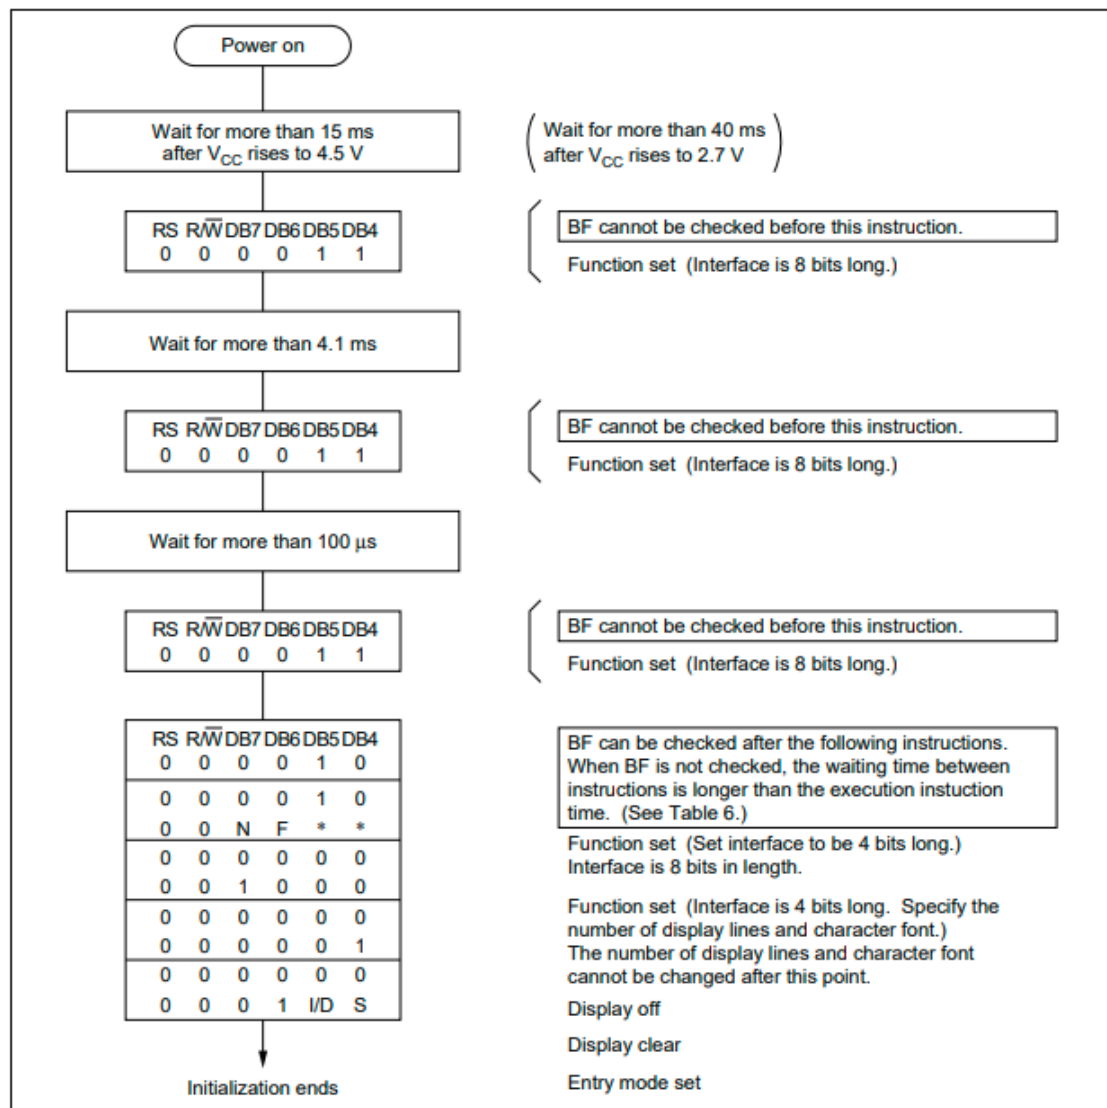 Power on
Wait for more than 15 ms
after VCC rises to 4.5 V
Wait for more than 40 ms
after VCC rises to 2.7 V
RS R/W̅ DB7 DB6 DB5 DB4
0 0 0 0 1 1
BF cannot be checked before this instruction.
Function set (Interface is 8 bits long.)
Wait for more than 4.1 ms
RS R/W̅ DB7 DB6 DB5 DB4
0 0 0 0 1 1
BF cannot be checked before this instruction.
Function set (Interface is 8 bits long.)
Wait for more than 100 μs
RS R/W̅ DB7 DB6 DB5 DB4
0 0 0 0 1 1
BF cannot be checked before this instruction.
Function set (Interface is 8 bits long.)
RS R/W̅ DB7 DB6 DB5 DB4
0 0 0 0 1 0
0 0 0 0 1 0
0 0 N F * *
0 0 0 0 0 0
0 0 1 0 0 0
0 0 0 0 0 0
0 0 0 0 0 1
0 0 0 0 0 0
0 0 0 1 I/D S
Initialization ends
BF can be checked after the following instructions.
When BF is not checked, the waiting time between
instructions is longer than the execution instuction
time. (See Table 6.)
Function set (Set interface to be 4 bits long.)
Interface is 8 bits in length.
Function set (Interface is 4 bits long. Specify the
number of display lines and character font.)
The number of display lines and character font
cannot be changed after this point.
Display off
Display clear
Entry mode set